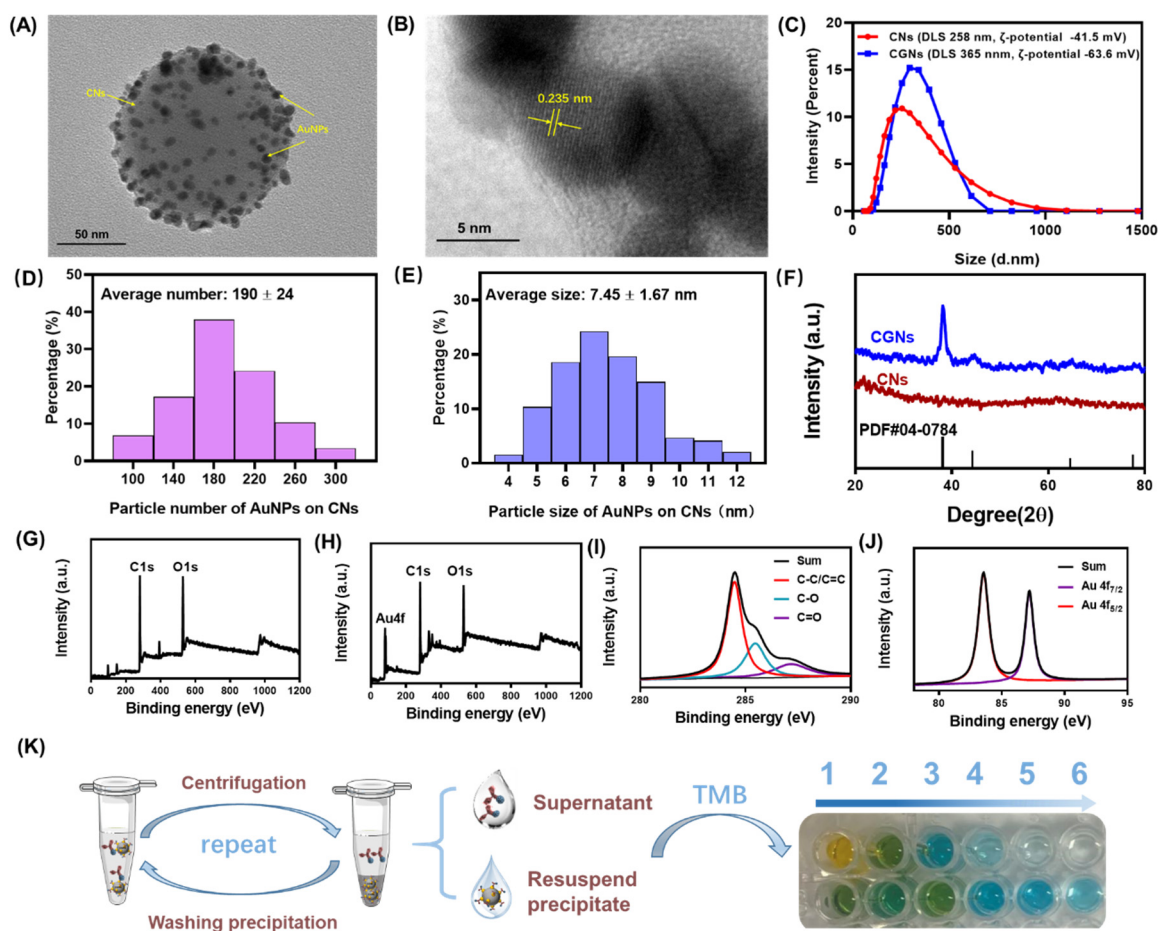 (A)
CNs
AuNPs
50 nm
(B)
0.235 nm
5 nm
(C)
CNs (DLS 258 nm, ζ-potential -41.5 mV)
CGNs (DLS 365 nnm, ζ-potential -63.6 mV)
Intensity (Percent)
20
15
10
5
0
0 500 1000 1500
Size (d.nm)
(D)
Average number: 190 ± 24
Percentage (%)
50
40
30
20
10
0
100 140 180 220 260 300
Particle number of AuNPs on CNs
(E)
Average size: 7.45 ± 1.67 nm
Percentage (%)
30
20
10
0
4 5 6 7 8 9 10 11 12
Particle size of AuNPs on CNs (nm)
(F)
CGNs
CNs
PDF#04-0784
Intensity (a.u.)
20 40 60 80
Degree(2θ)
(G)
C1s
O1s
Intensity (a.u.)
0 200 400 600 800 1000 1200
Binding energy (eV)
(H)
Au4f
C1s
O1s
Intensity (a.u.)
0 200 400 600 800 1000 1200
Binding energy (eV)
(I)
Sum
C-C/C=C
C-O
C=O
Intensity (a.u.)
280 285 290
Binding energy (eV)
(J)
Sum
Au 4f7/2
Au 4f5/2
Intensity (a.u.)
80 85 90 95
Binding energy (eV)
(K)
Centrifugation
repeat
Washing precipitation
Supernatant
Resuspend
precipitate
TMB
1 2 3 4 5 6